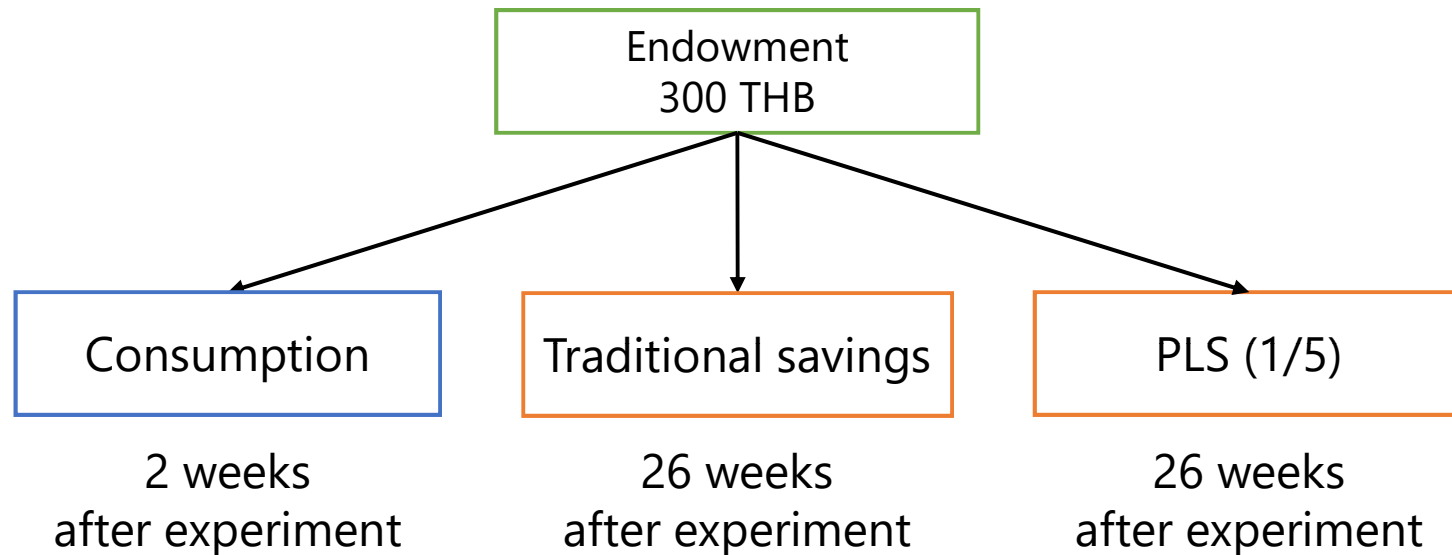 Endowment
300 THB
Consumption
Traditional savings
PLS (1/5)
2 weeks
after experiment
26 weeks
after experiment
26 weeks
after experiment